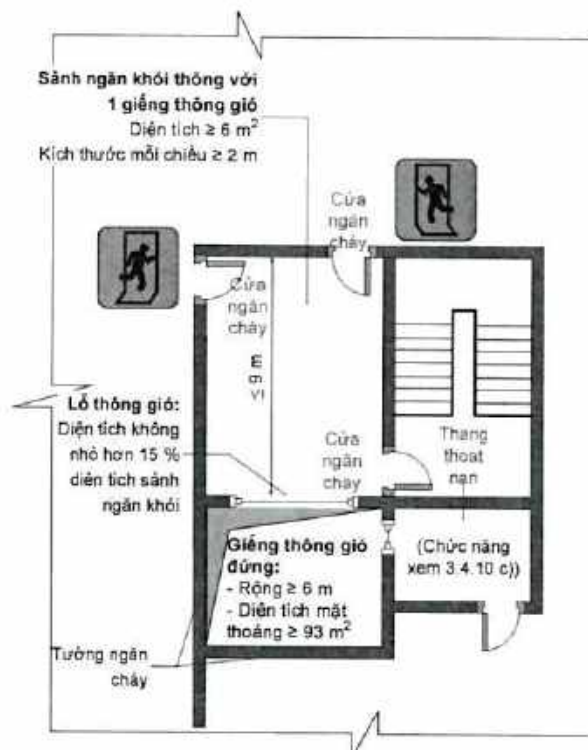 Sảnh ngăn khói thông với
1 giếng thông gió
Diện tích ≥ 6 m²
Kích thước mỗi chiều ≥ 2 m
Cửa
ngăn
cháy
Cửa
ngăn
cháy
≤ 9 m
Lỗ thông gió:
Diện tích không
nhỏ hơn 15 %
diện tích sảnh
ngăn khói
Cửa
ngăn
cháy
Thang
thoát
nạn
Giếng thông gió
đứng:
- Rộng ≥ 6 m
- Diện tích mặt
thoáng ≥ 93 m²
(Chức năng
xem 3.4.10 c))
Tường ngăn
cháy